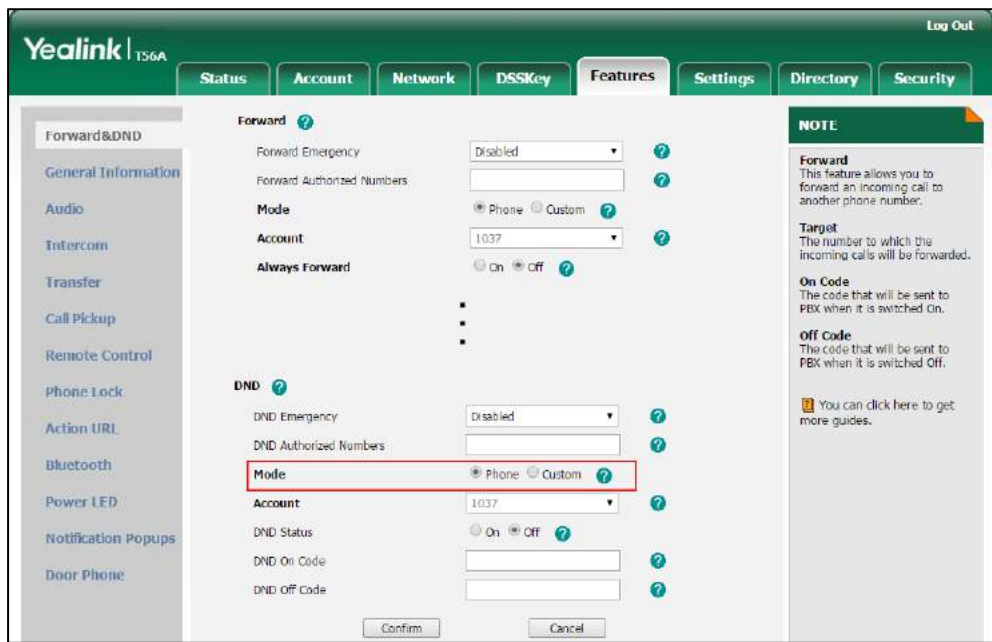 Log Out
Yealink T56A
Status Account Network DSSKey Features Settings Directory Security
Forward&DND
General Information
Audio
Intercom
Transfer
Call Pickup
Remote Control
Phone Lock
Action URL
Bluetooth
Power LED
Notification Popups
Door Phone
Forward ?
Forward Emergency Disabled ?
Forward Authorized Numbers ?
Mode Phone Custom ?
Account 1037 ?
Always Forward On Off ?
DND ?
DND Emergency Disabled ?
DND Authorized Numbers ?
Mode Phone Custom ?
Account 1037 ?
DND Status On Off ?
DND On Code ?
DND Off Code ?
Confirm Cancel
NOTE
Forward
This feature allows you to
forward an incoming call to
another phone number.
Target
The number to which the
incoming calls will be forwarded.
On Code
The code that will be sent to
PBX when it is switched On.
Off Code
The code that will be sent to
PBX when it is switched Off.
You can click here to get
more guides.